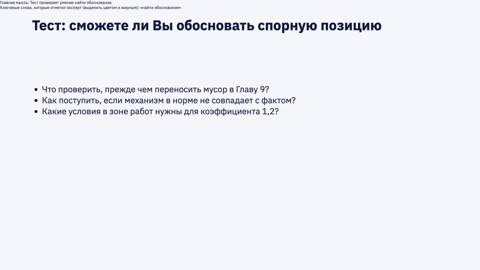 Главная мысль: Тест проверяет умение найти обоснование.
Ключевые слова, которые отметил эксперт (выделить цветом и жирным): «найти обоснование»
Тест: сможете ли Вы обосновать спорную позицию
• Что проверить, прежде чем переносить мусор в Главу 9?
• Как поступить, если механизм в норме не совпадает с фактом?
• Какие условия в зоне работ нужны для коэффициента 1,2?